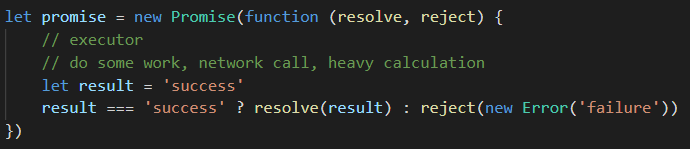 let promise = new Promise(function (resolve, reject) {
    // executor
    // do some work, network call, heavy calculation
    let result = 'success'
    result === 'success' ? resolve(result) : reject(new Error('failure'))
})